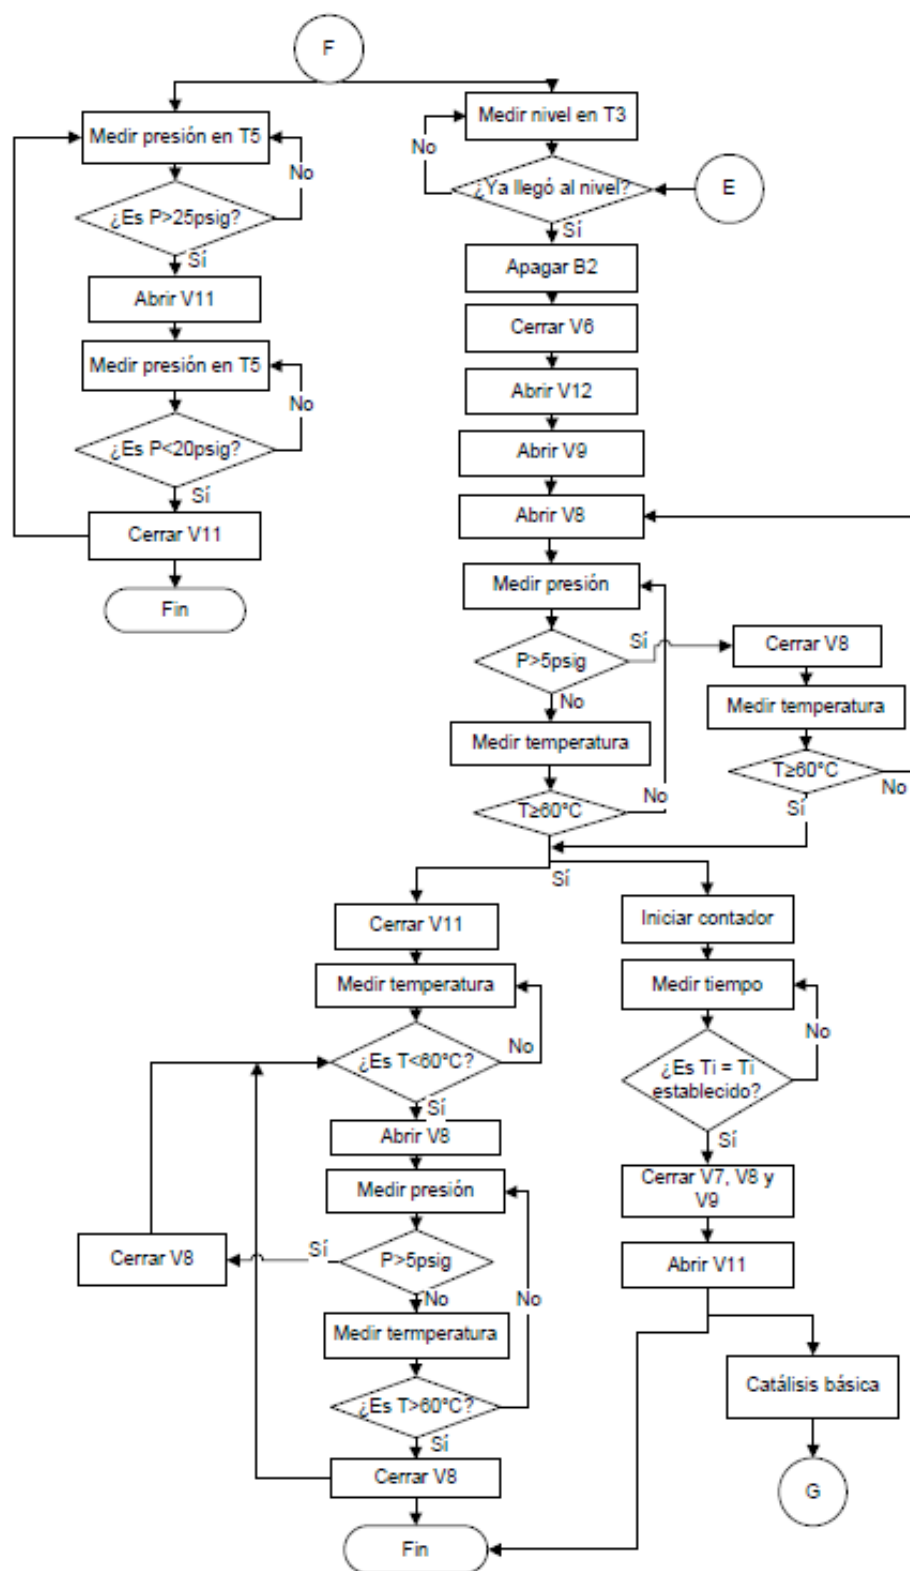 F
Medir presión en T5
No
¿Es P>25psig?
Sí
Abrir V11
Medir presión en T5
No
¿Es P<20psig?
Sí
Cerrar V11
Fin
Medir nivel en T3
No
¿Ya llegó al nivel?
E
Sí
Apagar B2
Cerrar V6
Abrir V12
Abrir V9
Abrir V8
Medir presión
P>5psig
Sí
Cerrar V8
No
Medir temperatura
Medir temperatura
T≥60°C
No
T≥60°C
No
Sí
Sí
Cerrar V11
Medir temperatura
¿Es T<60°C?
No
Sí
Abrir V8
Medir presión
P>5psig
Sí
Cerrar V8
No
No
Medir termperatura
¿Es T>60°C?
Sí
Cerrar V8
Fin
Iniciar contador
Medir tiempo
No
¿Es Ti = Ti
establecido?
Sí
Cerrar V7, V8 y
V9
Abrir V11
Catálisis básica
G